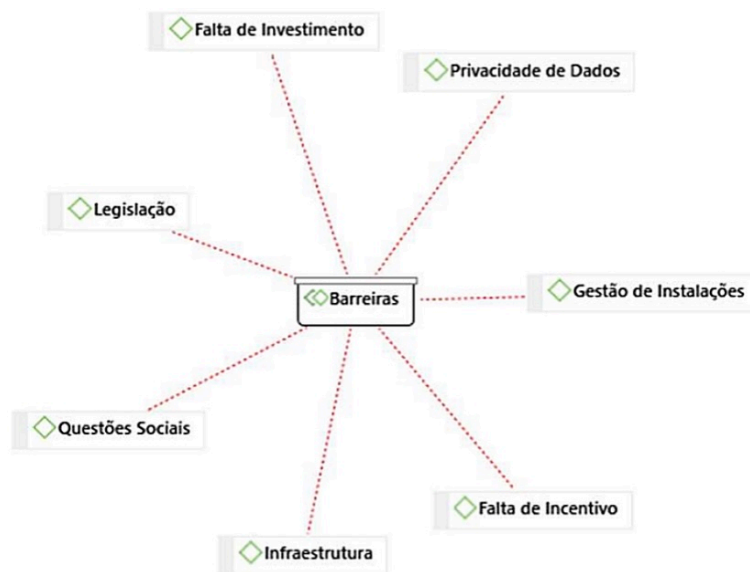 Falta de Investimento
Privacidade de Dados
Legislação
Gestão de Instalações
Barreiras
Questões Sociais
Falta de Incentivo
Infraestrutura